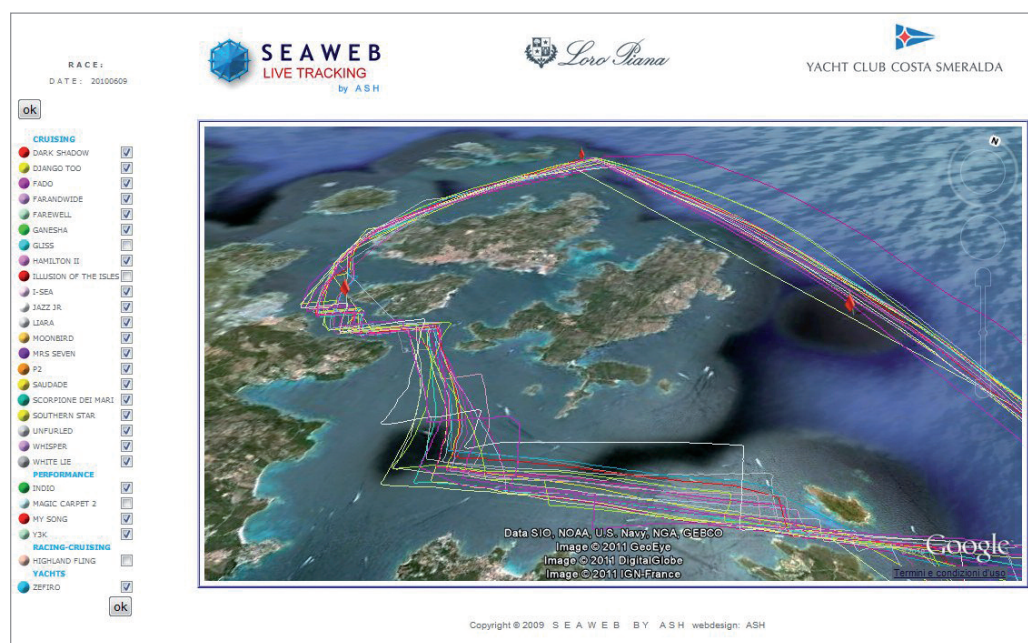 RACE:
DATE: 20100609
ok
SEAWEB
LIVE TRACKING
by ASH
Loro Piana
YACHT CLUB COSTA SMERALDA
CRUISING
DARK SHADOW
DJANGO TOO
FADO
FARANDWIDE
FAREWELL
GANESHA
GLISS
HAMILTON II
ILLUSION OF THE ISLES
I-SEA
JAZZ JR
LIARA
MOONBIRD
MRS SEVEN
P2
SAUDADE
SCORPIONE DEI MARI
SOUTHERN STAR
UNFURLED
WHISPER
WHITE LIE
PERFORMANCE
INDIO
MAGIC CARPET 2
MY SONG
Y3K
RACING-CRUISING
HIGHLAND FLING
YACHTS
ZEFIRO
ok
N
Data SIO, NOAA, U.S. Navy, NGA, GEBCO
Image © 2011 GeoEye
Image © 2011 DigitalGlobe
Image © 2011 IGN-France
Google
Termini e condizioni d'uso
Copyright © 2009 SEAWEB BY ASH webdesign: ASH